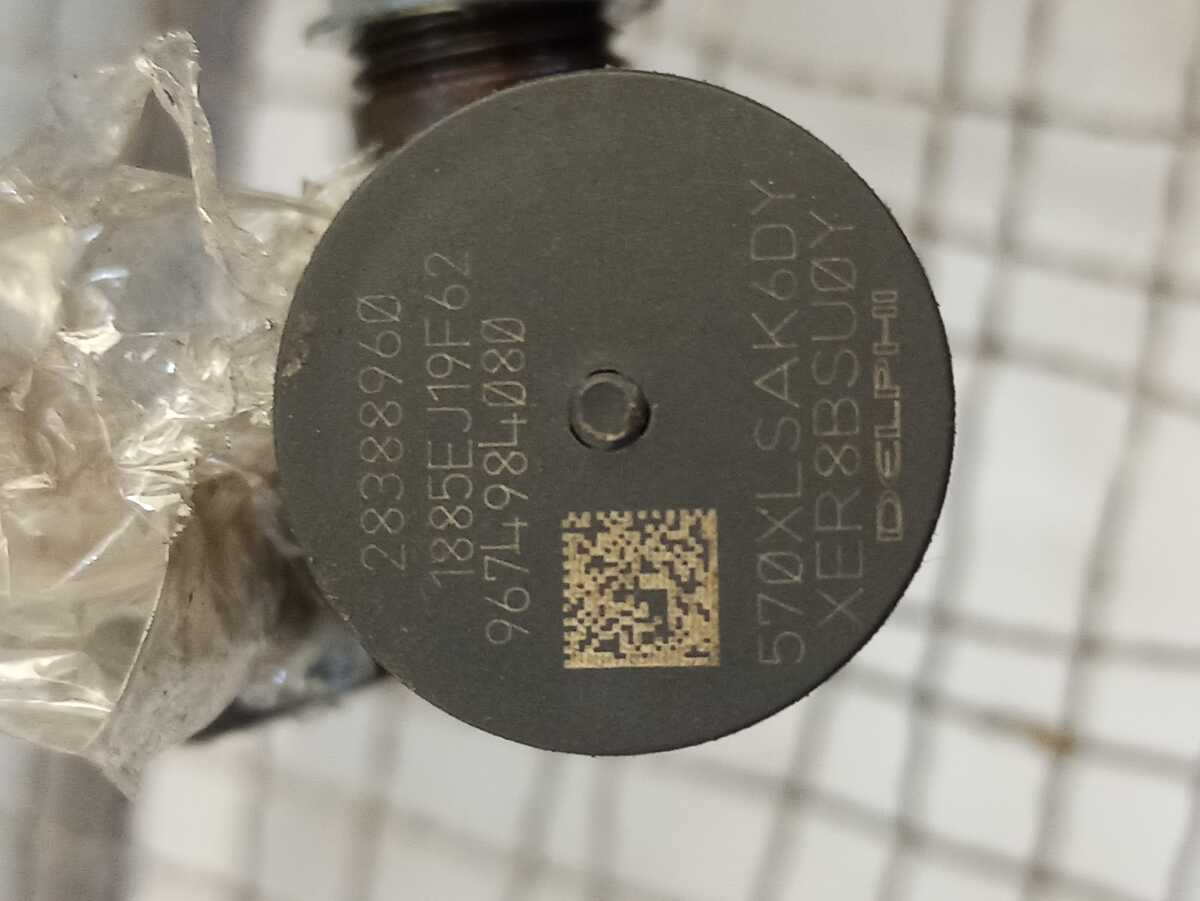 28388960
1885EJ19F62
9674984080
570XLSAK6DY
XER8BSU0Y
DELPHI